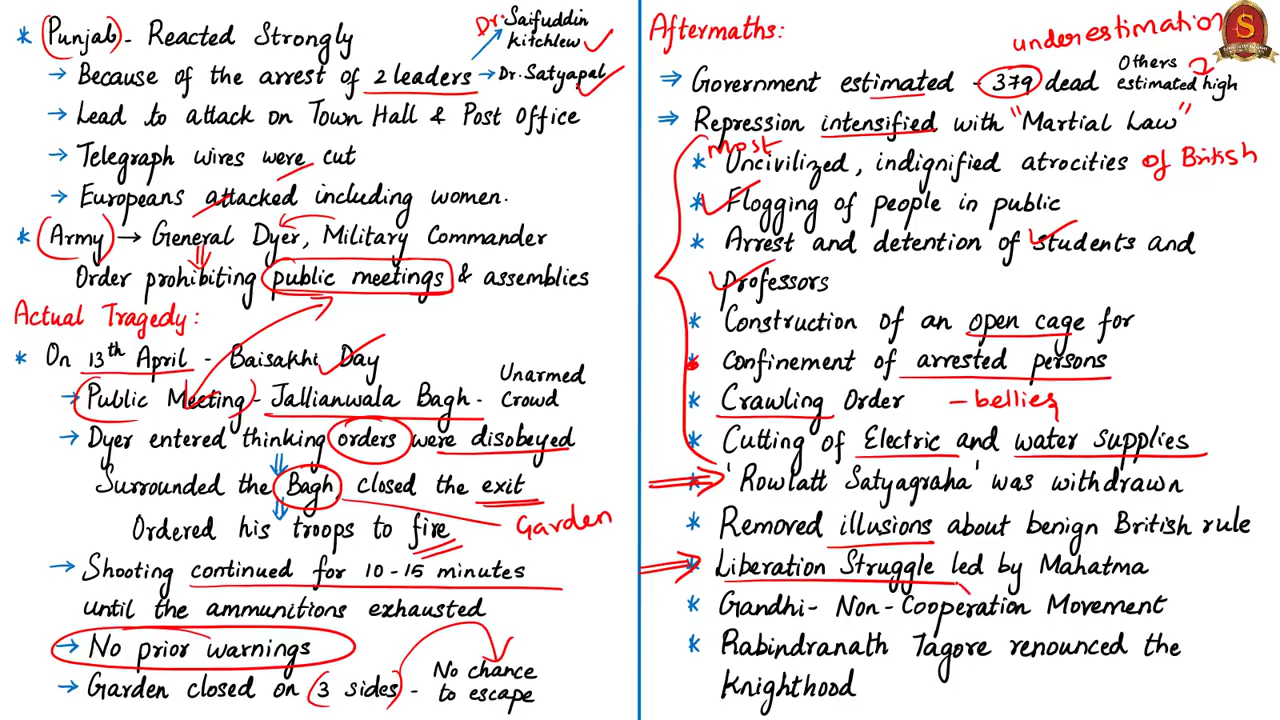 * (Punjab) - Reacted Strongly
Dr. Saifuddin
Kitchlew
→ Because of the arrest of 2 leaders → Dr. Satyapal
→ Lead to attack on Town Hall & Post Office
→ Telegraph wires were cut
→ Europeans attacked including women.
* (Army) → General Dyer, Military Commander
Order prohibiting public meetings & assemblies
Actual Tragedy:
* On 13th April - Baisakhi Day
→ Public Meeting - Jallianwala Bagh - Unarmed
Crowd
→ Dyer entered thinking orders were disobeyed
Surrounded the Bagh closed the exit
Garden
Ordered his troops to fire
→ Shooting continued for 10-15 minutes
until the ammunitions exhausted
→ No prior warnings
→ Garden closed on (3 sides) - No chance
to escape
Aftermaths:
underestimation
S
⇒ Government estimated - 379 dead Others
estimated high
⇒ Repression intensified with "Martial Law"
most
* Uncivilized, indignified atrocities of British
* Flogging of people in public
* Arrest and detention of students and
professors
* Construction of an open cage for
* confinement of arrested persons
* Crawling Order - bellies
* Cutting of Electric and water supplies
* 'Rowlatt Satyagraha' was withdrawn
* Removed illusions about benign British rule
* Liberation Struggle led by Mahatma
* Gandhi- Non-Cooperation Movement
* Rabindranath Tagore renounced the
Knighthood